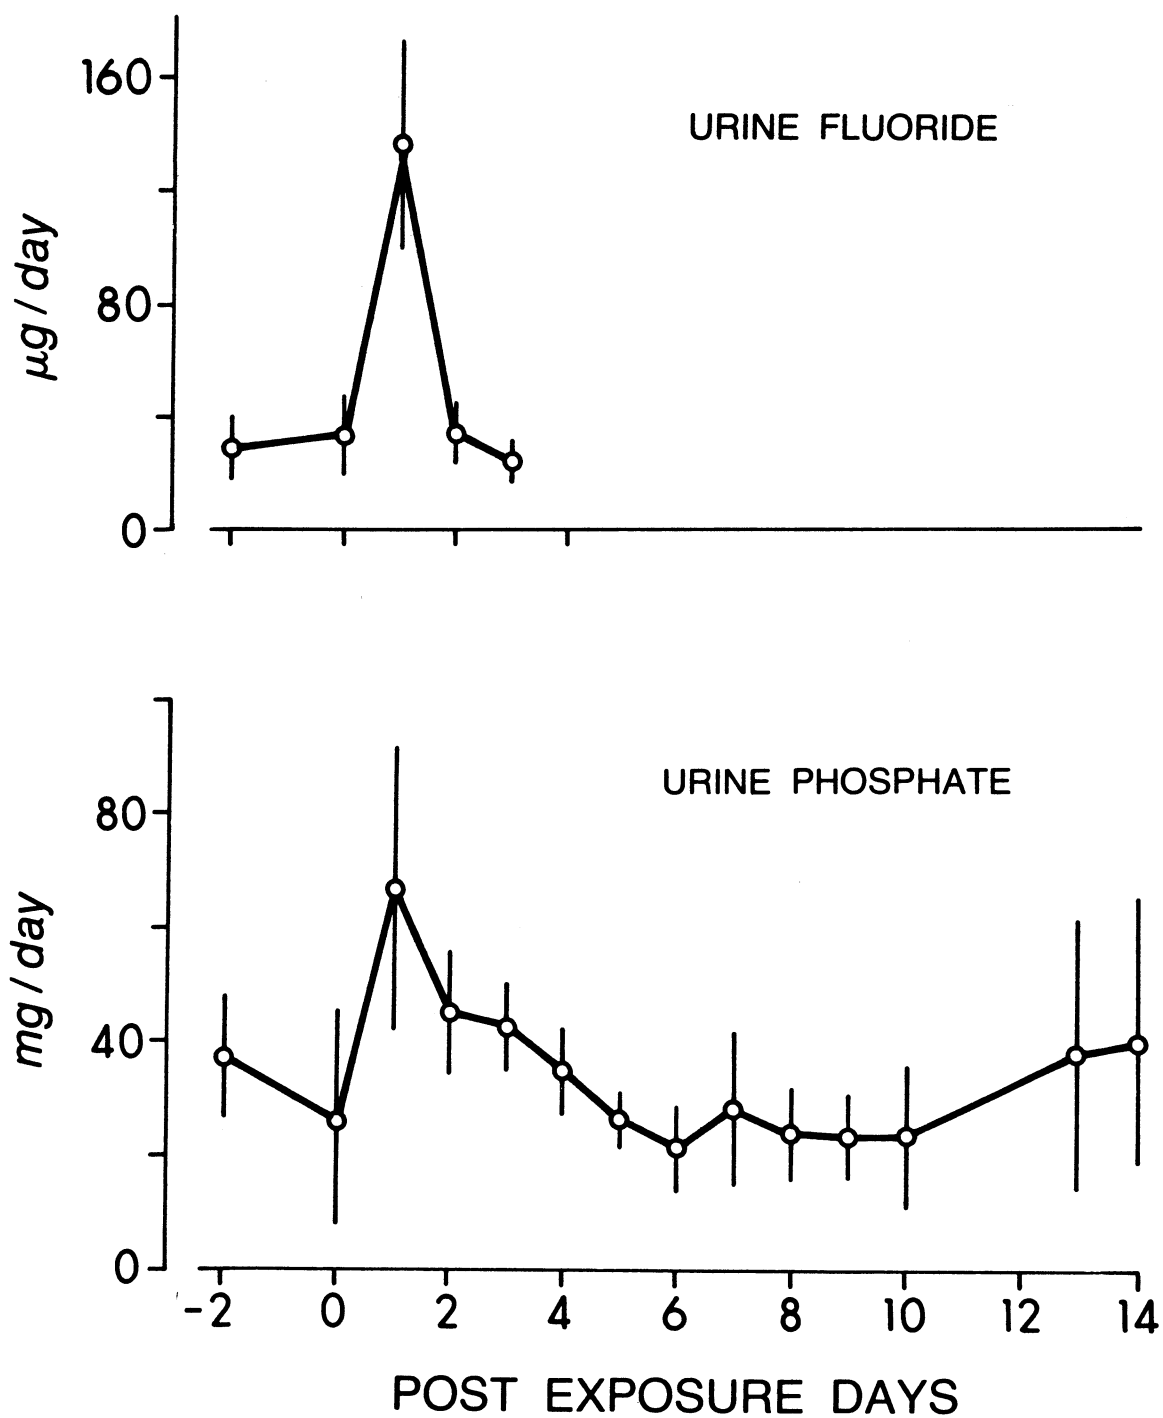 160
URINE FLUORIDE
µg / day
80
0
URINE PHOSPHATE
80
mg / day
40
0
-2 0 2 4 6 8 10 12 14
POST EXPOSURE DAYS